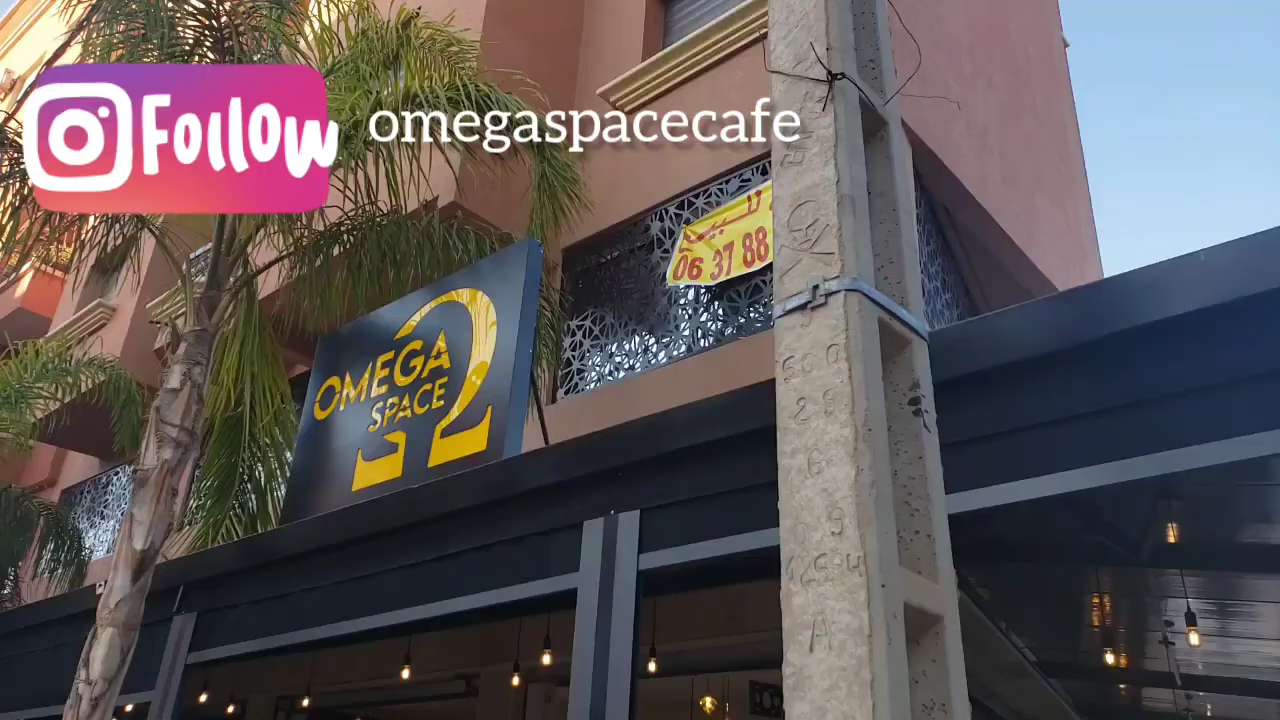 Follow
omegaspacecafe
للبيع
06 37 88
OMEGA
SPACE
Ω
A